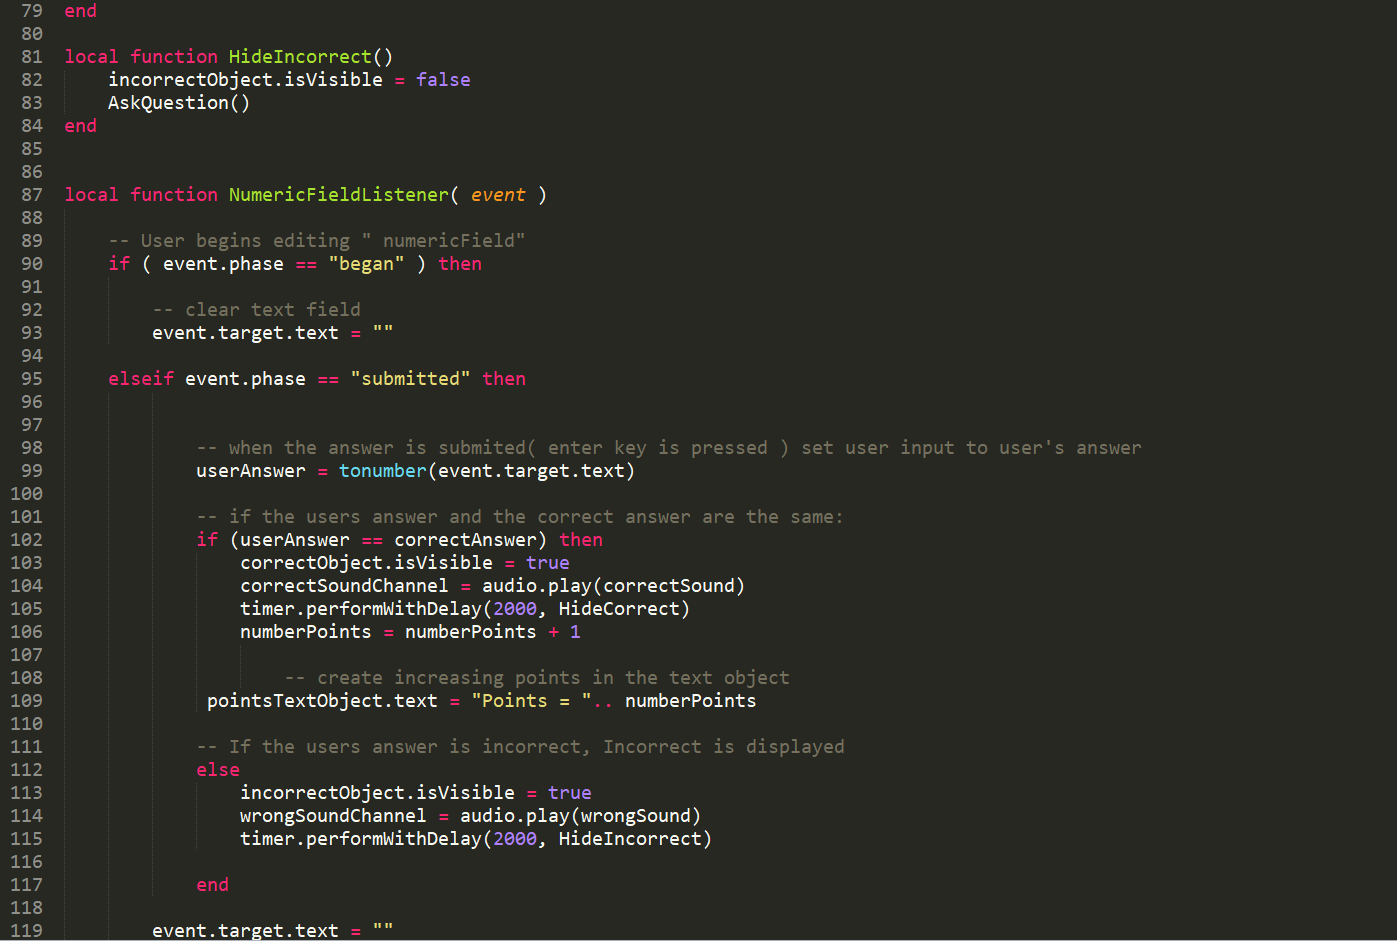 79 end
80
81 local function HideIncorrect()
82     incorrectObject.isVisible = false
83     AskQuestion()
84 end
85
86
87 local function NumericFieldListener( event )
88
89     -- User begins editing " numericField"
90     if ( event.phase == "began" ) then
91
92         -- clear text field
93         event.target.text = ""
94
95     elseif event.phase == "submitted" then
96
97
98             -- when the answer is submited( enter key is pressed ) set user input to user's answer
99             userAnswer = tonumber(event.target.text)
100
101             -- if the users answer and the correct answer are the same:
102             if (userAnswer == correctAnswer) then
103                 correctObject.isVisible = true
104                 correctSoundChannel = audio.play(correctSound)
105                 timer.performWithDelay(2000, HideCorrect)
106                 numberPoints = numberPoints + 1
107
108                     -- create increasing points in the text object
109              pointsTextObject.text = "Points = ".. numberPoints
110
111             -- If the users answer is incorrect, Incorrect is displayed
112             else
113                 incorrectObject.isVisible = true
114                 wrongSoundChannel = audio.play(wrongSound)
115                 timer.performWithDelay(2000, HideIncorrect)
116
117             end
118
119         event.target.text = ""